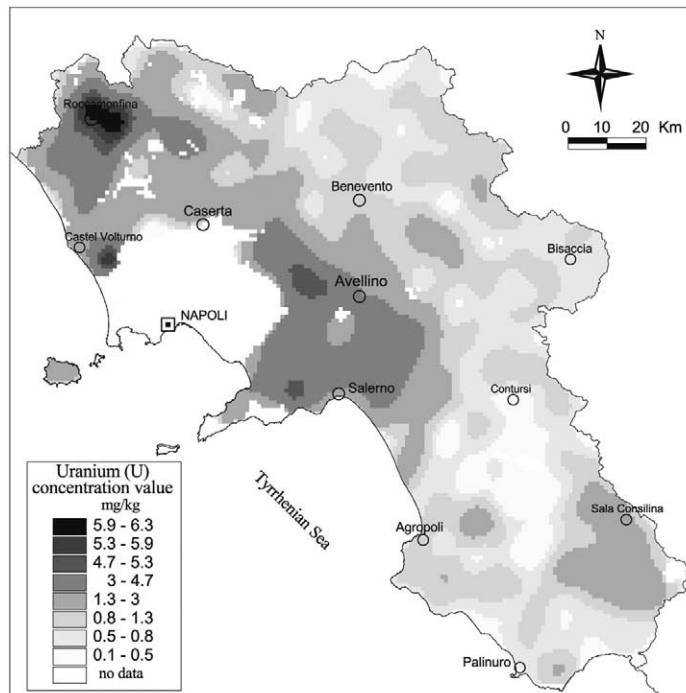 N
0 10 20 Km
Roccamonfina
Benevento
Caserta
Castel Volturno
Bisaccia
Avellino
NAPOLI
Salerno
Contursi
Uranium (U)
concentration value
mg/kg
5.9 - 6.3
5.3 - 5.9
4.7 - 5.3
3 - 4.7
1.3 - 3
0.8 - 1.3
0.5 - 0.8
0.1 - 0.5
no data
Tyrrhenian Sea
Sala Consilina
Agropoli
Palinuro